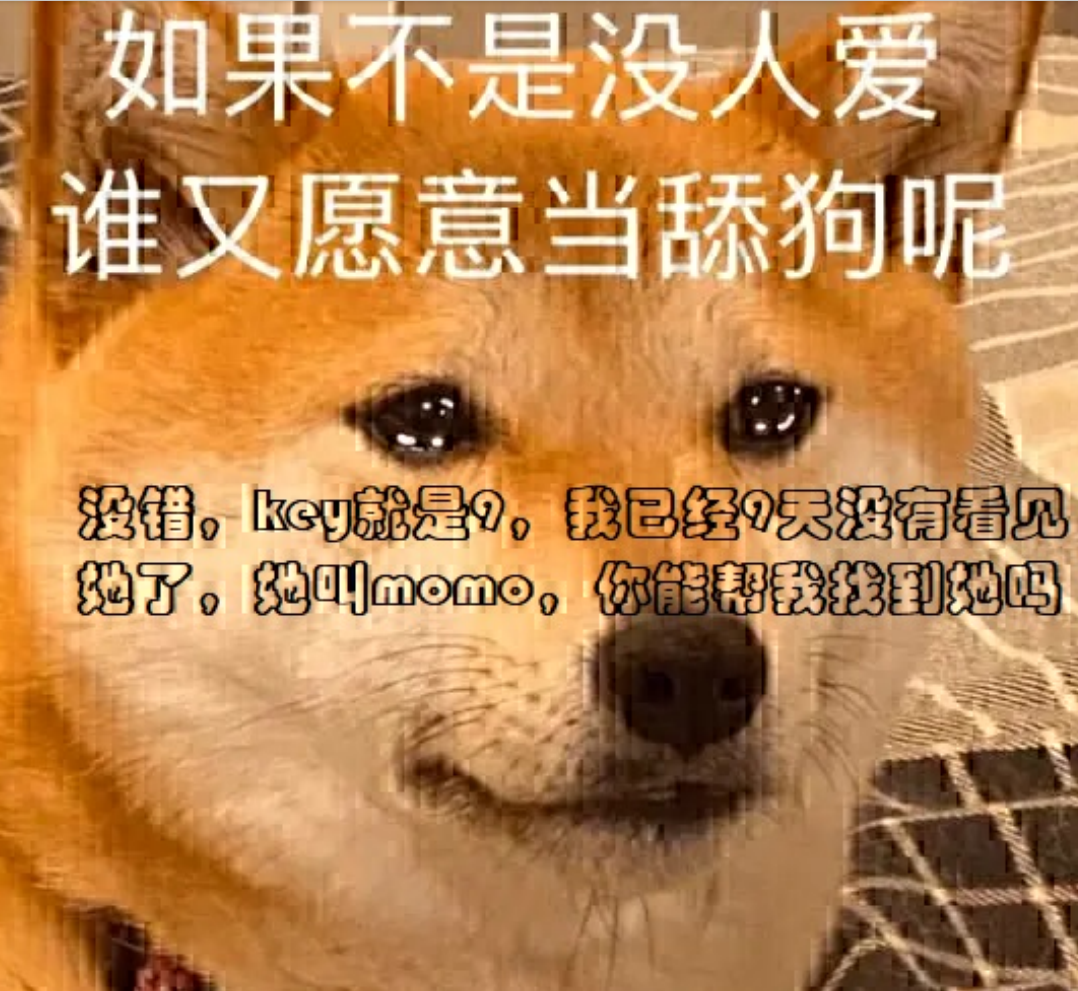 如果不是没人爱
谁又愿意当舔狗呢
没错，key就是9，我已经9天没有看见
她了，她叫momo，你能帮我找到她吗